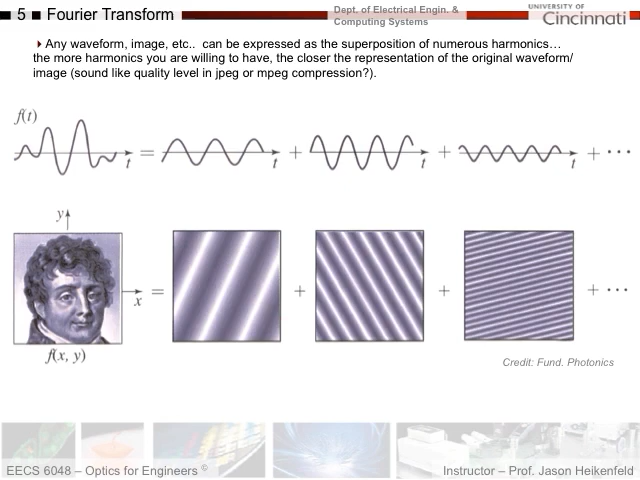 5 ■ Fourier Transform
Dept. of Electrical Engin. &
Computing Systems
UNIVERSITY OF
Cincinnati
Any waveform, image, etc.. can be expressed as the superposition of numerous harmonics…
the more harmonics you are willing to have, the closer the representation of the original waveform/
image (sound like quality level in jpeg or mpeg compression?).
f(t)
t = t + t + t + ···
y
x = + + + ···
f(x, y)
Credit: Fund. Photonics
EECS 6048 – Optics for Engineers ©
Instructor – Prof. Jason Heikenfeld